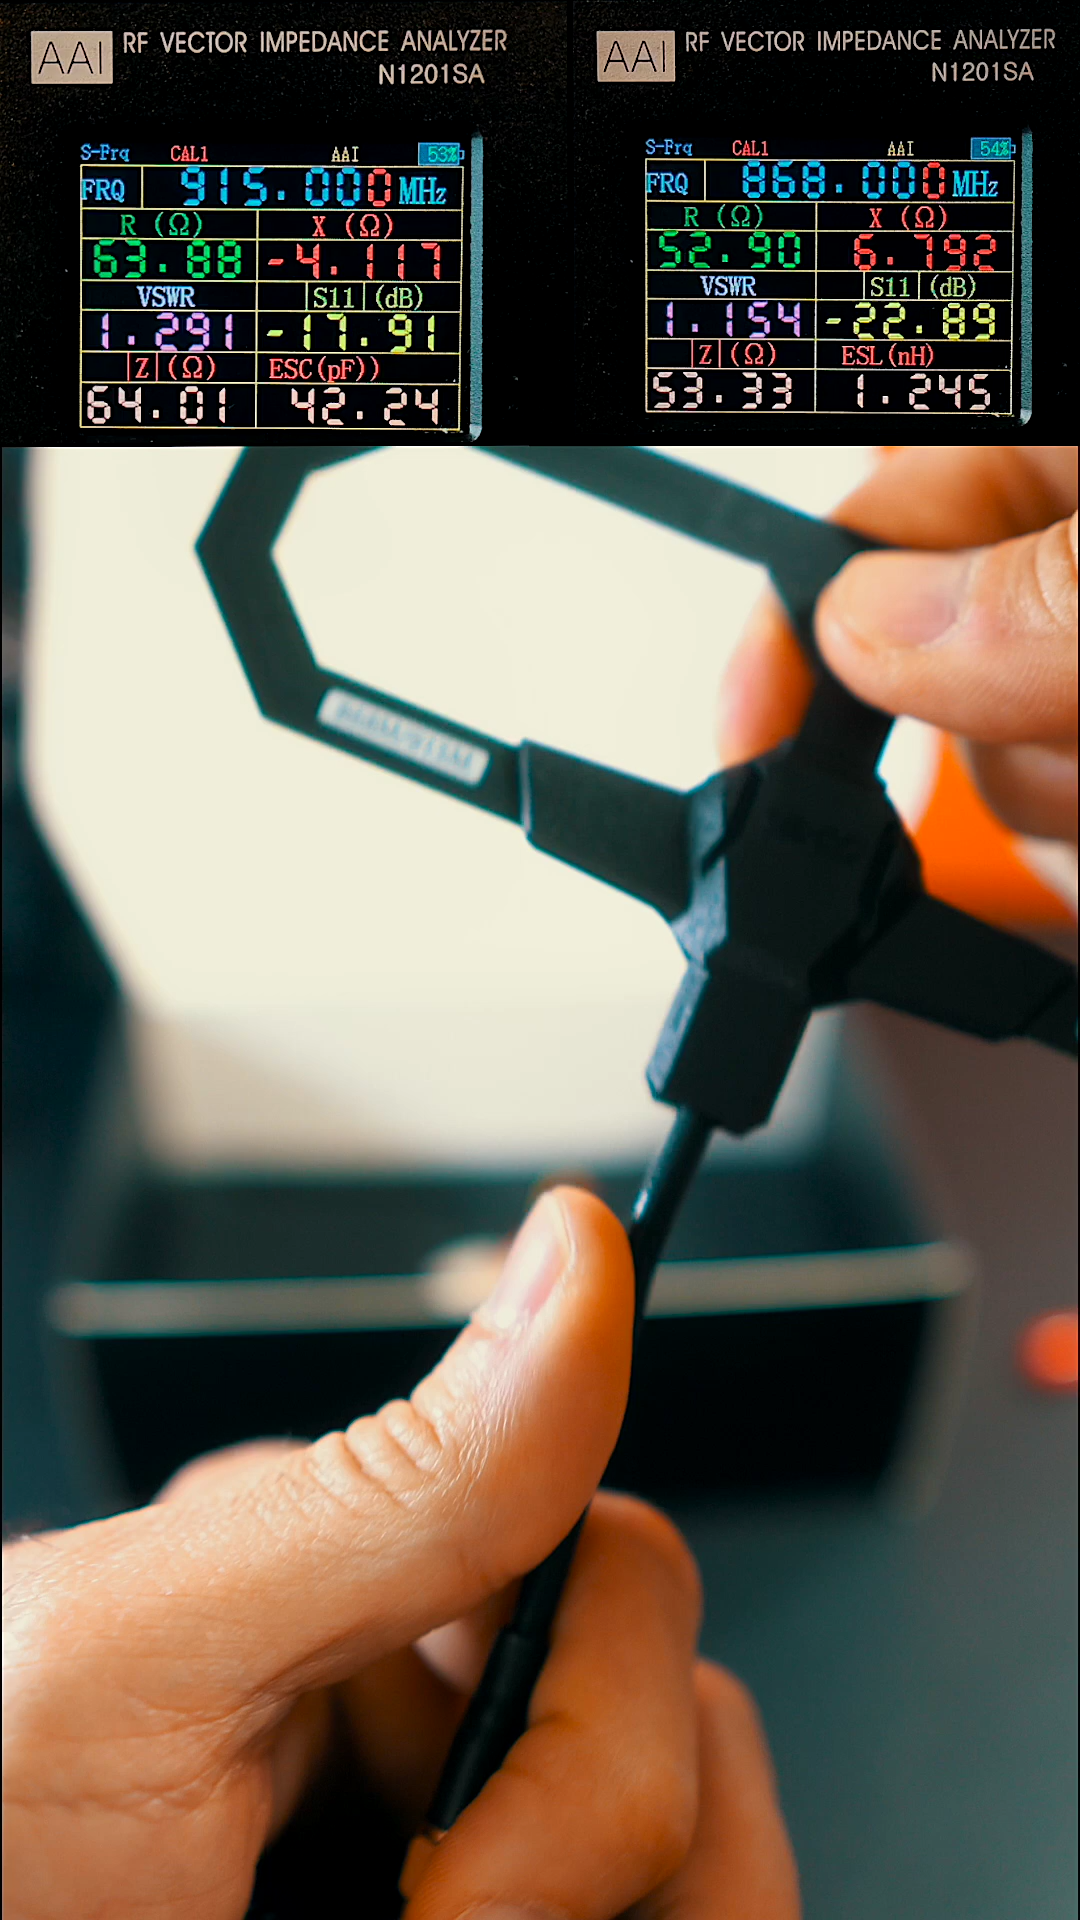 AAI RF VECTOR IMPEDANCE ANALYZER
N1201SA
S-Frq CAL1 AAI 53%
FRQ 915.000 MHz
R (Ω) X (Ω)
63.88 -4.117
VSWR |S11| (dB)
1.291 -17.91
|Z| (Ω) ESC(pF))
64.01 42.24
AAI RF VECTOR IMPEDANCE ANALYZER
N1201SA
S-Frq CAL1 AAI 54%
FRQ 868.000 MHz
R (Ω) X (Ω)
52.90 6.792
VSWR |S11| (dB)
1.154 -22.89
|Z| (Ω) ESL(nH)
53.33 1.245